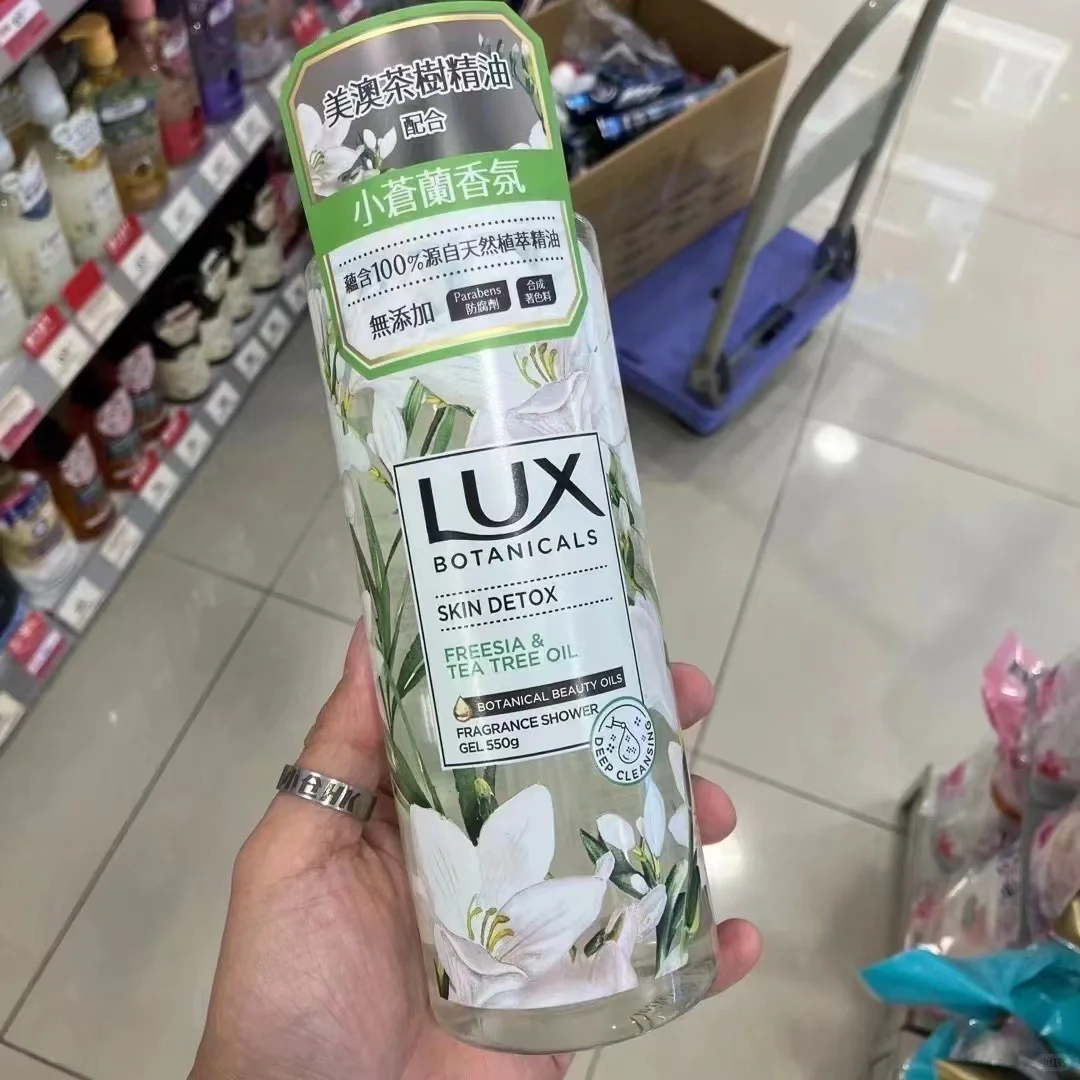 美澳茶樹精油
配合
小蒼蘭香氛
蘊含100%源自天然植萃精油
無添加
Parabens
防腐劑
合成
著色料
LUX
BOTANICALS
SKIN DETOX
FREESIA &
TEA TREE OIL
BOTANICAL BEAUTY OILS
FRAGRANCE SHOWER
GEL 550g
DEEP CLEANSING